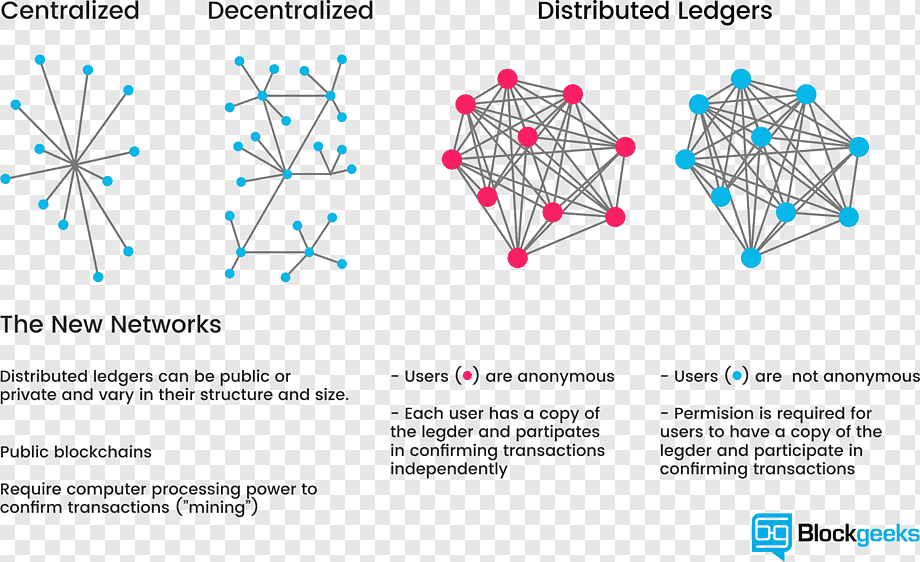 Centralized
Decentralized
Distributed Ledgers
The New Networks
Distributed ledgers can be public or
private and vary in their structure and size.
Public blockchains
Require computer processing power to
confirm transactions (”mining”)
- Users (●) are anonymous
- Each user has a copy of
the legder and partipates
in confirming transactions
independently
- Users (●) are not anonymous
- Permision is required for
users to have a copy of the
legder and participate in
confirming transactions
Blockgeeks